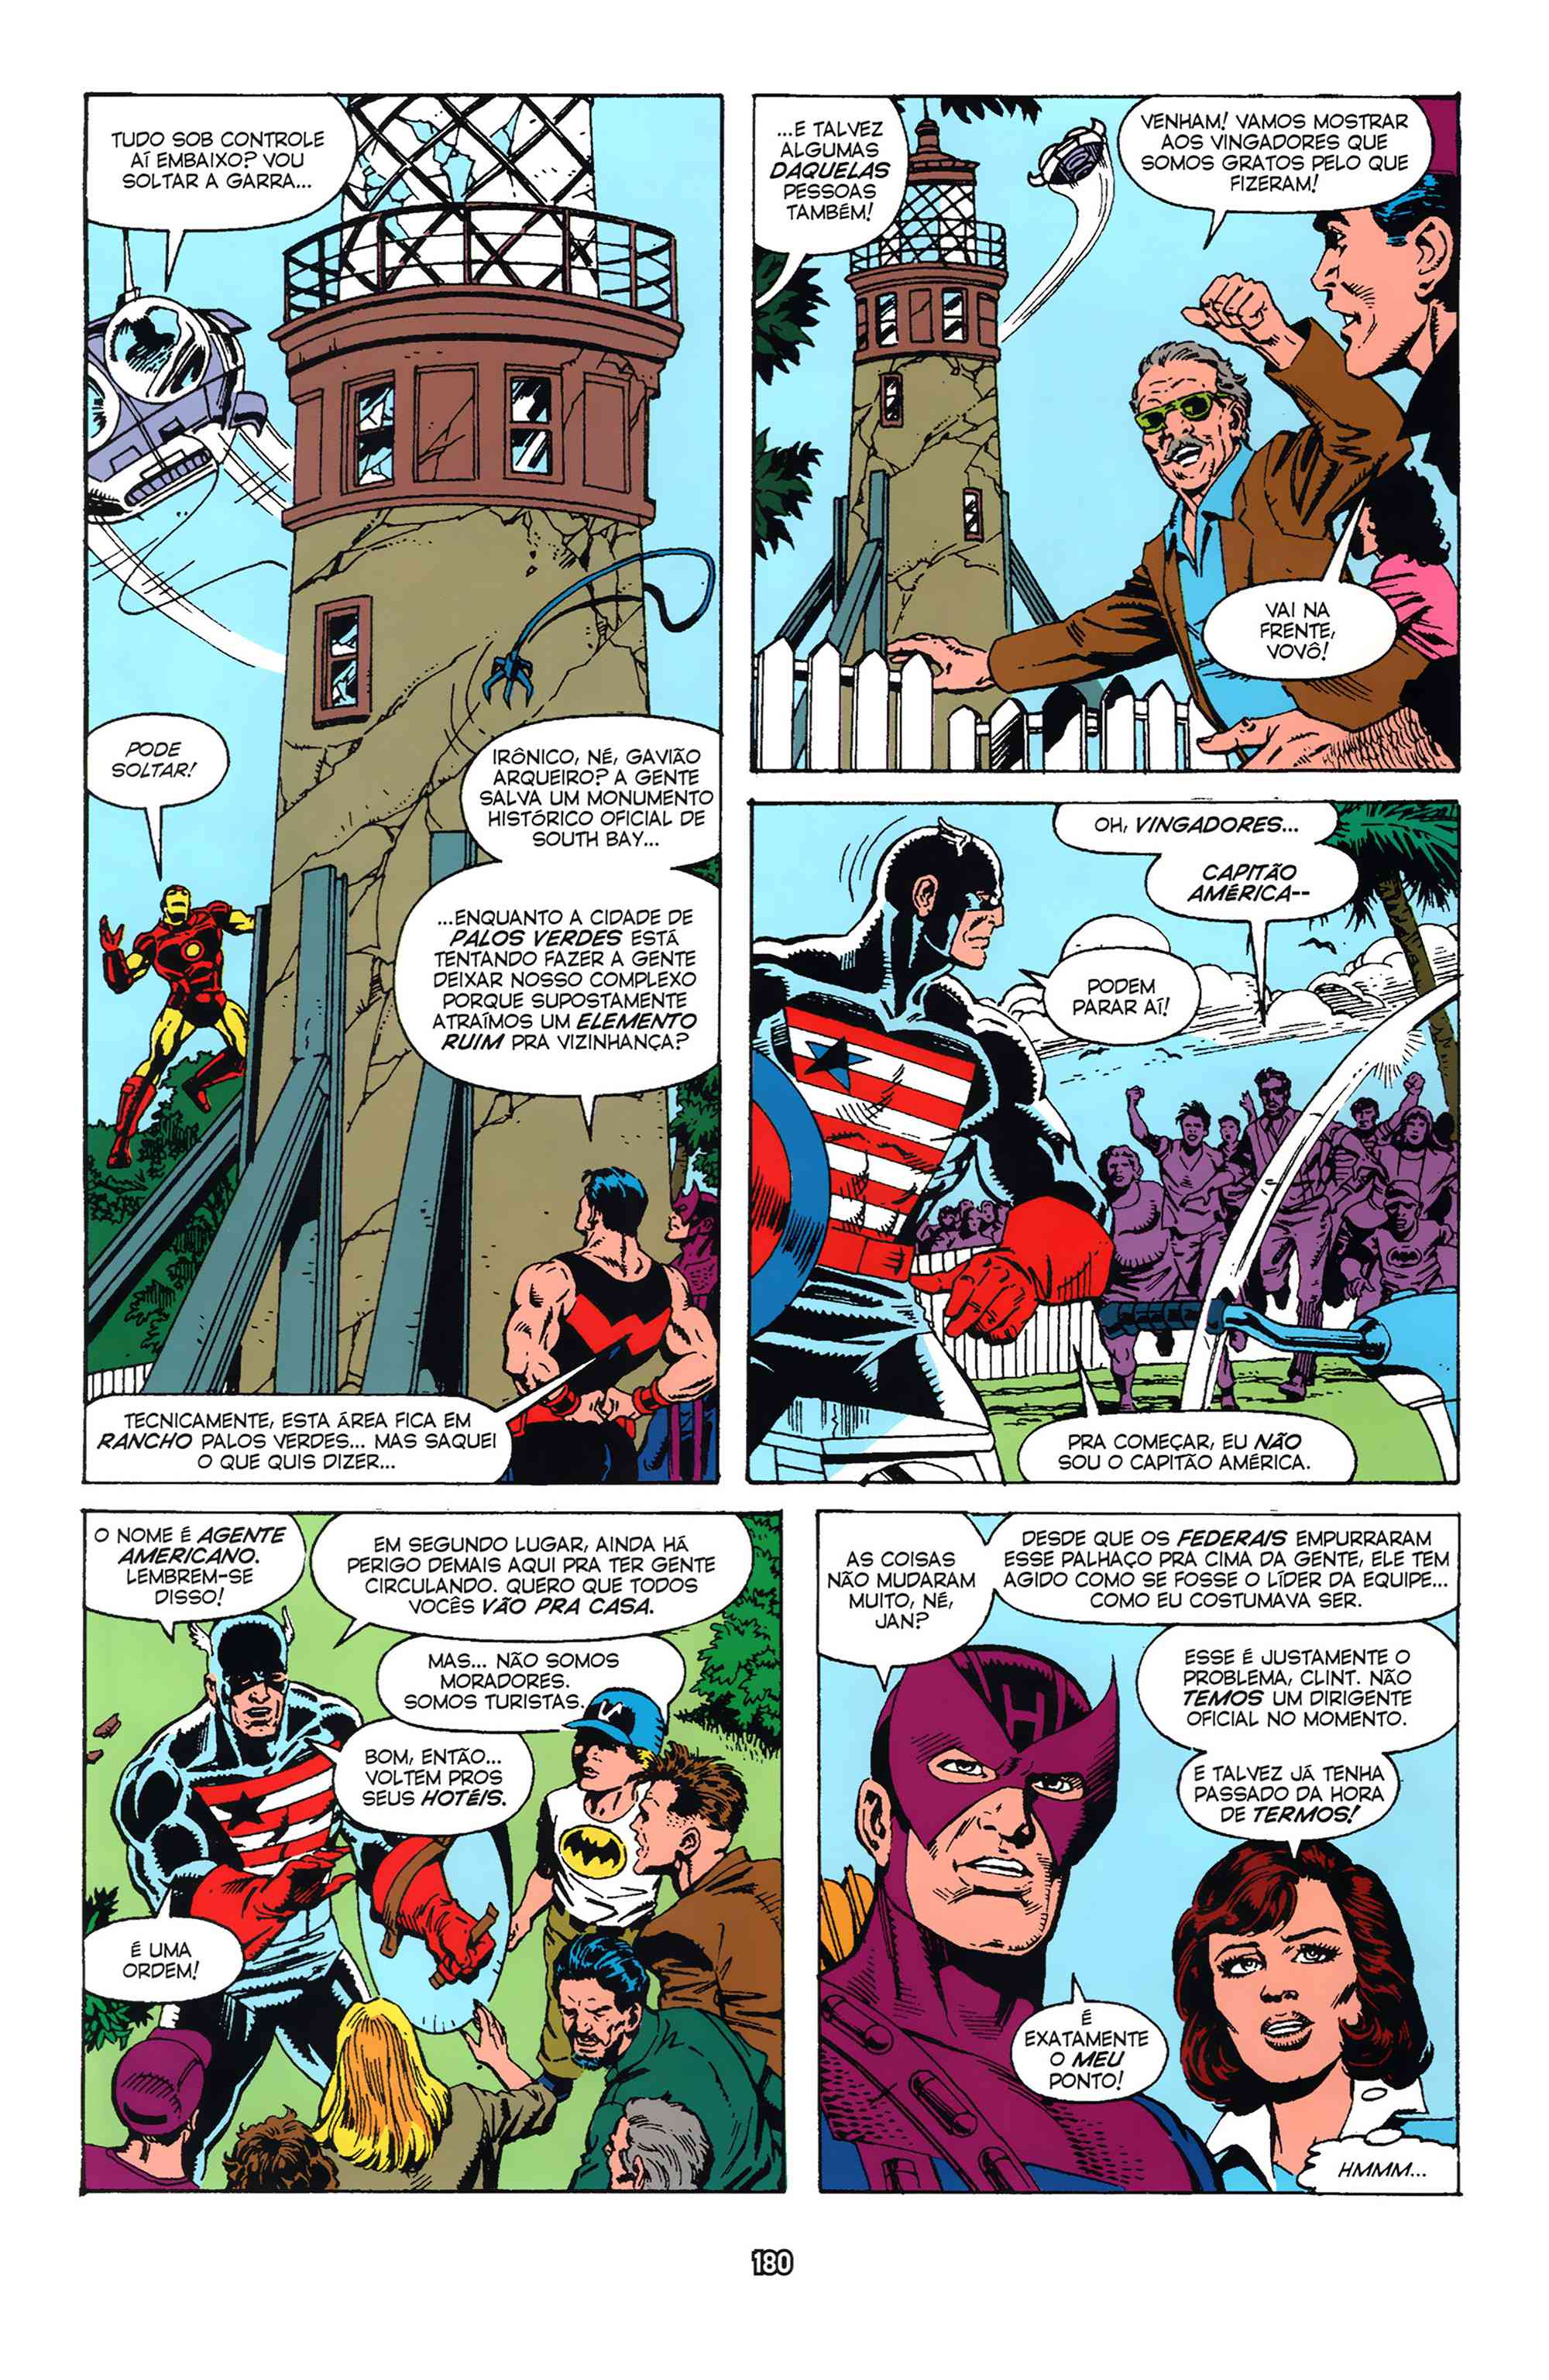 TUDO SOB CONTROLE
AÍ EMBAIXO? VOU
SOLTAR A GARRA...
PODE
SOLTAR!
IRÔNICO, NÉ, GAVIÃO
ARQUEIRO? A GENTE
SALVA UM MONUMENTO
HISTÓRICO OFICIAL DE
SOUTH BAY...
...ENQUANTO A CIDADE DE
PALOS VERDES ESTÁ
TENTANDO FAZER A GENTE
DEIXAR NOSSO COMPLEXO
PORQUE SUPOSTAMENTE
ATRAÍMOS UM ELEMENTO
RUIM PRA VIZINHANÇA?
TECNICAMENTE, ESTA ÁREA FICA EM
RANCHO PALOS VERDES... MAS SAQUEI
O QUE QUIS DIZER...
...E TALVEZ
ALGUMAS
DAQUELAS
PESSOAS
TAMBÉM!
VENHAM! VAMOS MOSTRAR
AOS VINGADORES QUE
SOMOS GRATOS PELO QUE
FIZERAM!
VAI NA
FRENTE,
VOVÔ!
OH, VINGADORES...
CAPITÃO
AMÉRICA--
PODEM
PARAR AÍ!
PRA COMEÇAR, EU NÃO
SOU O CAPITÃO AMÉRICA.
O NOME É AGENTE
AMERICANO.
LEMBREM-SE
DISSO!
EM SEGUNDO LUGAR, AINDA HÁ
PERIGO DEMAIS AQUI PRA TER GENTE
CIRCULANDO. QUERO QUE TODOS
VOCÊS VÃO PRA CASA.
MAS... NÃO SOMOS
MORADORES.
SOMOS TURISTAS.
LA
BOM, ENTÃO...
VOLTEM PROS
SEUS HOTÉIS.
É UMA
ORDEM!
AS COISAS
NÃO MUDARAM
MUITO, NÉ,
JAN?
DESDE QUE OS FEDERAIS EMPURRARAM
ESSE PALHAÇO PRA CIMA DA GENTE, ELE TEM
AGIDO COMO SE FOSSE O LÍDER DA EQUIPE...
COMO EU COSTUMAVA SER.
H
ESSE É JUSTAMENTE O
PROBLEMA, CLINT. NÃO
TEMOS UM DIRIGENTE
OFICIAL NO MOMENTO.
E TALVEZ JÁ TENHA
PASSADO DA HORA
DE TERMOS!
É
EXATAMENTE
O MEU
PONTO!
HMMM...
180